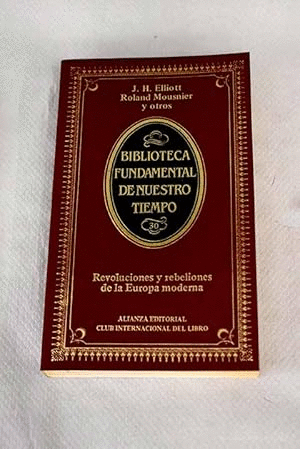 J. H. Elliott
Roland Mousnier
y otros
BIBLIOTECA
FUNDAMENTAL
DE NUESTRO
TIEMPO
30
Revoluciones y rebeliones
de la Europa moderna
ALIANZA EDITORIAL
CLUB INTERNACIONAL DEL LIBRO